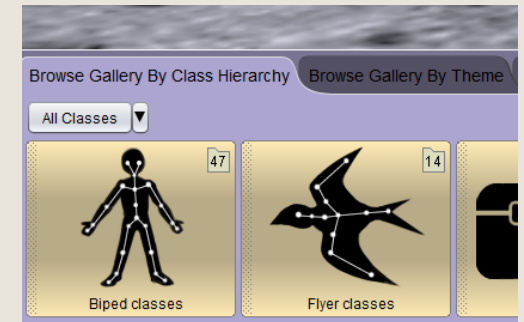 Browse Gallery By Class Hierarchy Browse Gallery By Theme
All Classes
47 14
Biped classes Flyer classes